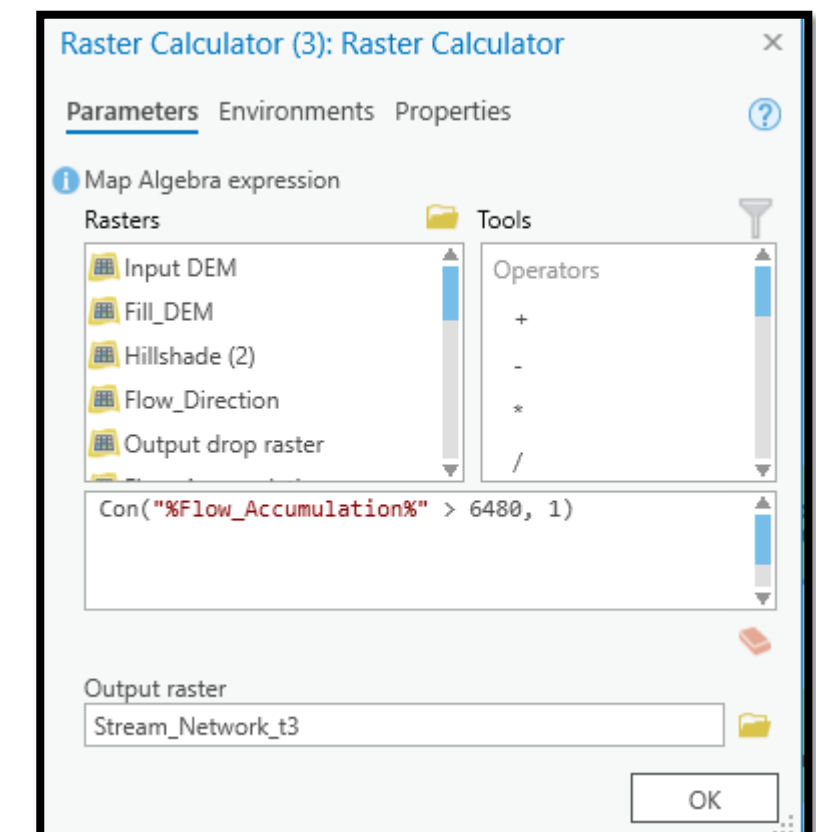 Raster Calculator (3): Raster Calculator
Parameters Environments Properties
Map Algebra expression
Rasters
Tools
Input DEM
Fill_DEM
Hillshade (2)
Flow_Direction
Output drop raster
Operators
+
-
*
/
Con("%Flow_Accumulation%" > 6480, 1)
Output raster
Stream_Network_t3
OK